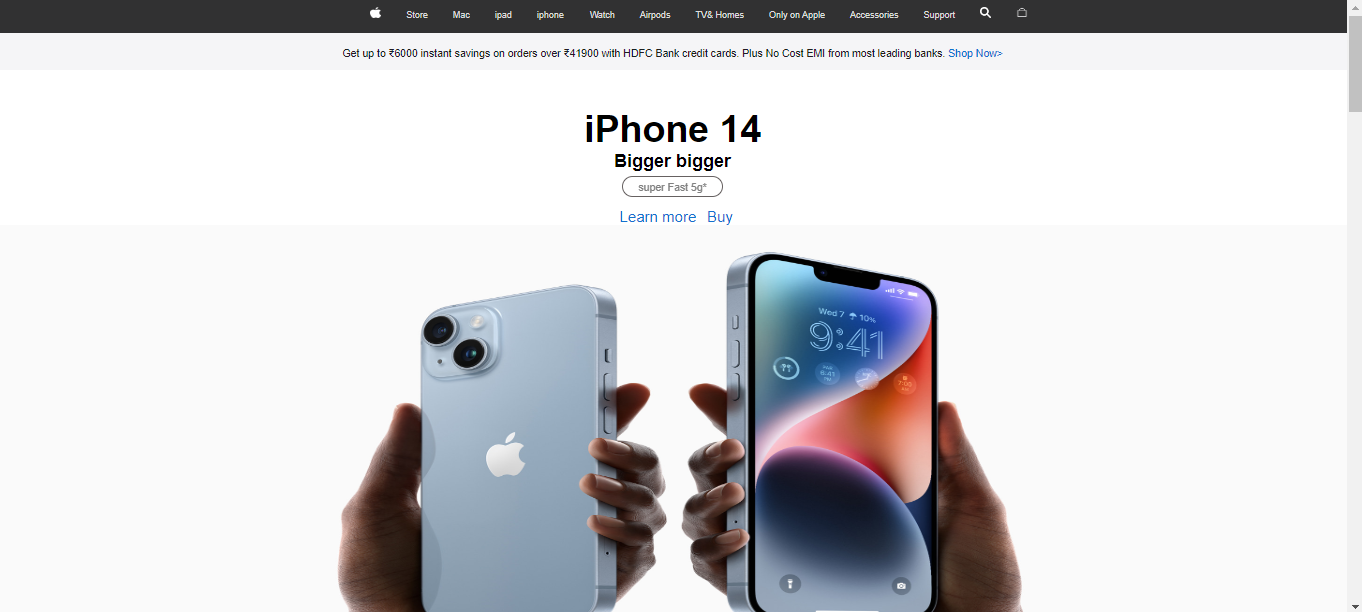 Store Mac ipad iphone Watch Airpods TV& Homes Only on Apple Accessories Support
Get up to ₹6000 instant savings on orders over ₹41900 with HDFC Bank credit cards. Plus No Cost EMI from most leading banks. Shop Now>
iPhone 14
Bigger bigger
super Fast 5g*
Learn more Buy
Wed 7 10%
9:41